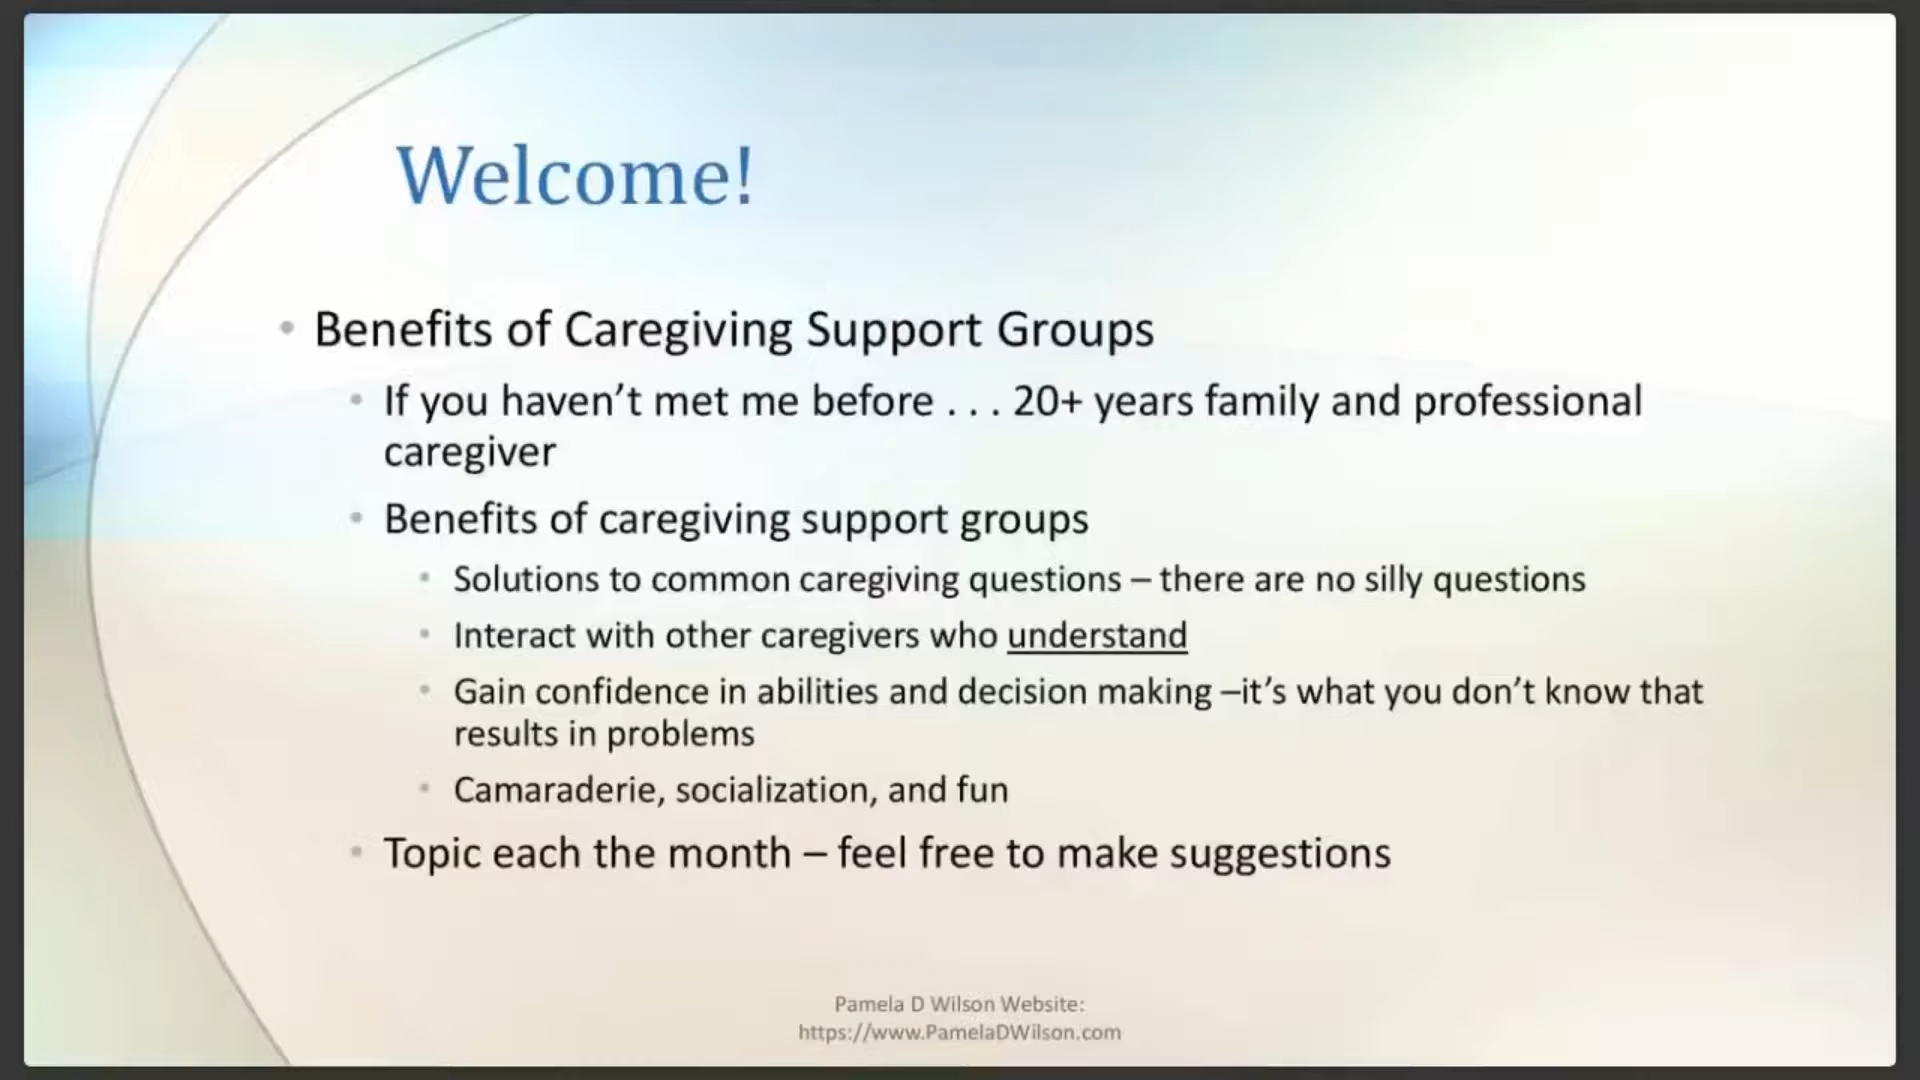 Welcome!
• Benefits of Caregiving Support Groups
• If you haven’t met me before . . . 20+ years family and professional
caregiver
• Benefits of caregiving support groups
• Solutions to common caregiving questions – there are no silly questions
• Interact with other caregivers who understand
• Gain confidence in abilities and decision making –it’s what you don’t know that
results in problems
• Camaraderie, socialization, and fun
• Topic each the month – feel free to make suggestions
Pamela D Wilson Website:
https://www.PamelaDWilson.com